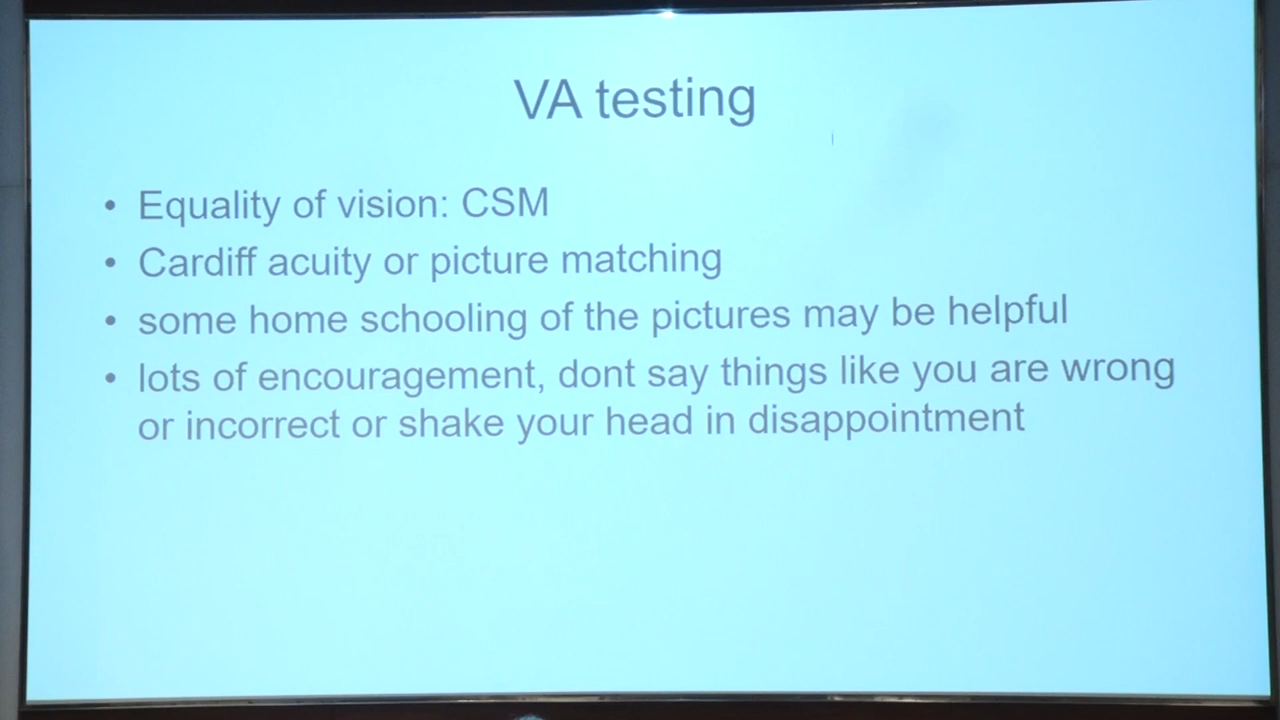 VA testing
• Equality of vision: CSM
• Cardiff acuity or picture matching
• some home schooling of the pictures may be helpful
• lots of encouragement, dont say things like you are wrong
or incorrect or shake your head in disappointment